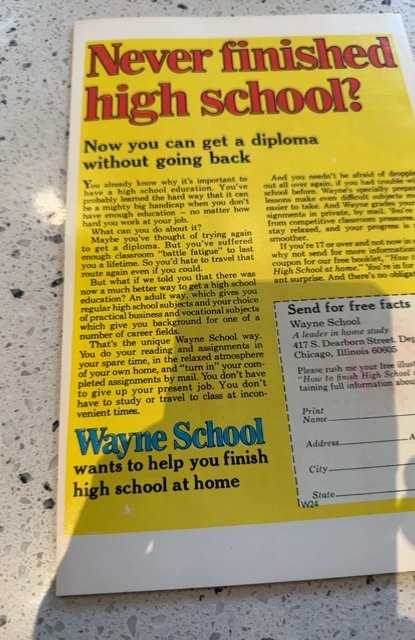 Never finished
high school?
Now you can get a diploma
without going back
You already know why it's important to
have a high school education. You've
probably learned the hard way that it can
be a mighty big handicap when you don't
have enough education – no matter how
hard you work at your job.
What can you do about it?
Maybe you've thought of trying again
to get a diploma. But you've suffered
enough classroom "battle fatigue" to last
you a lifetime. So you'd hate to travel that
route again even if you could.
But what if we told you that there was
now a much better way to get a high school
education? An adult way, which gives you
regular high school subjects and your choice
of practical business and vocational subjects
which give you background for one of a
number of career fields.
That's the unique Wayne School way.
You do your reading and assignments in
your spare time, in the relaxed atmosphere
of your own home, and "turn in" your com-
pleted assignments by mail. You don't have
to give up your present job. You don't
have to study or travel to class at incon-
venient times.
And you needn't be afraid of
out all over again, if you had trouble
school before. Wayne's specially
lessons make even difficult subjects
easier to take. And Wayne grades your
signments in private, by mail. You're
from competitive classroom
stay relaxed, and your progress is
smoother.
If you're 17 or over and not now
why not send for more information
coupon for our free booklet, "How
High School at home." You're in for
ant surprise. And there's no
Wayne School
wants to help you finish
high school at home
Send for free facts
Wayne School
A leader in home study
417 S. Dearborn Street.
Chicago, Illinois 60605
Please rush me your free
"How to finish High School
taining full information
Print
Name
Address
City
State
W24